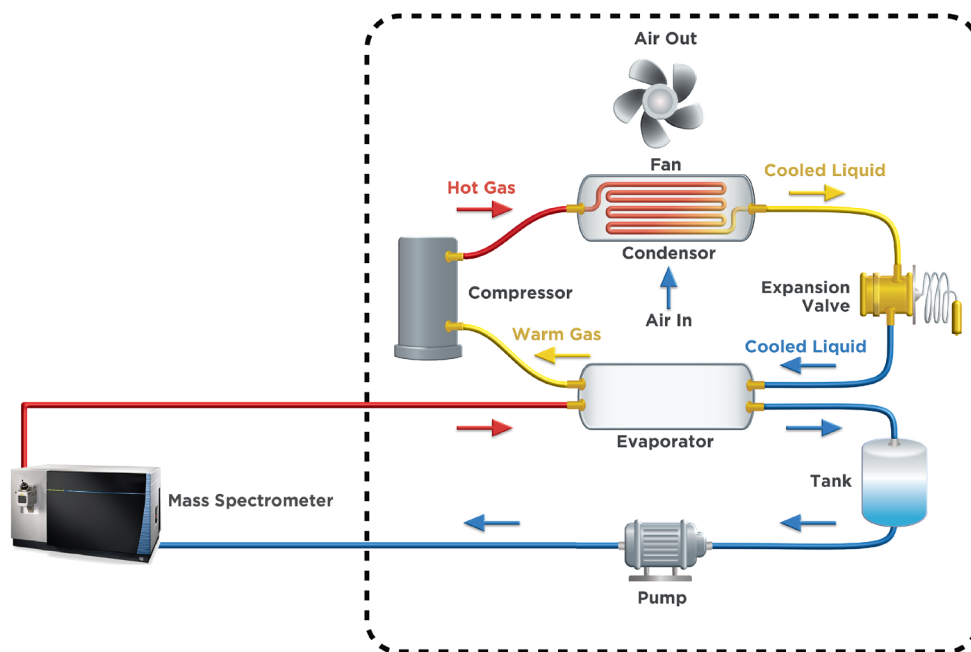 Air Out
Fan
Hot Gas
Cooled Liquid
Condensor
Compressor
Expansion
Valve
Air In
Warm Gas
Cooled Liquid
Evaporator
Tank
Mass Spectrometer
Pump